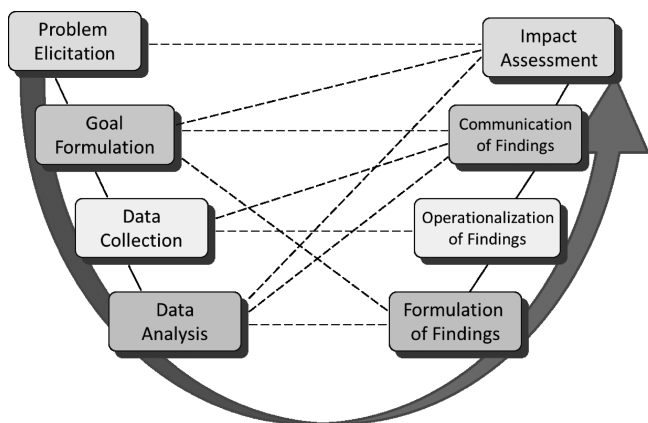 Problem
Elicitation
Impact
Assessment
Goal
Formulation
Communication
of Findings
Data
Collection
Operationalization
of Findings
Data
Analysis
Formulation
of Findings